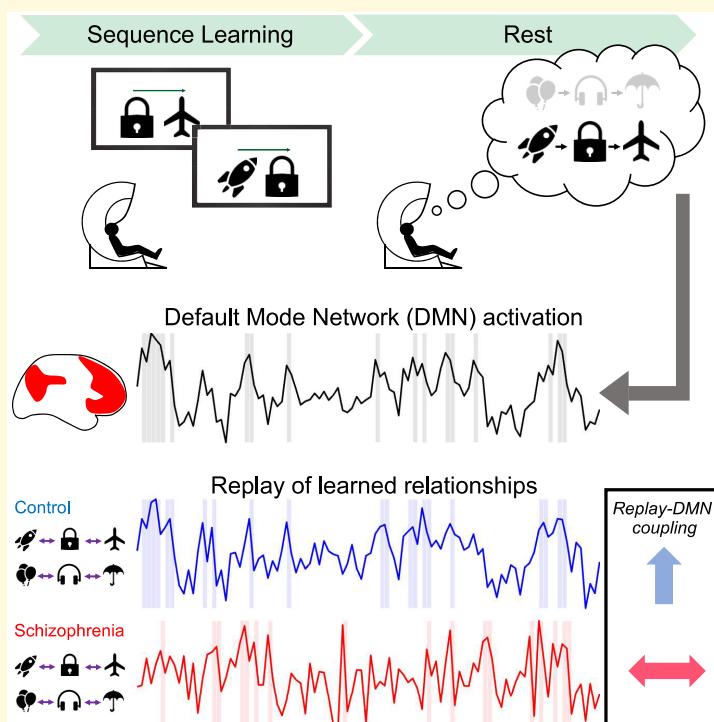 Sequence Learning
Rest
Default Mode Network (DMN) activation
Replay of learned relationships
Control
Schizophrenia
Replay-DMN
coupling